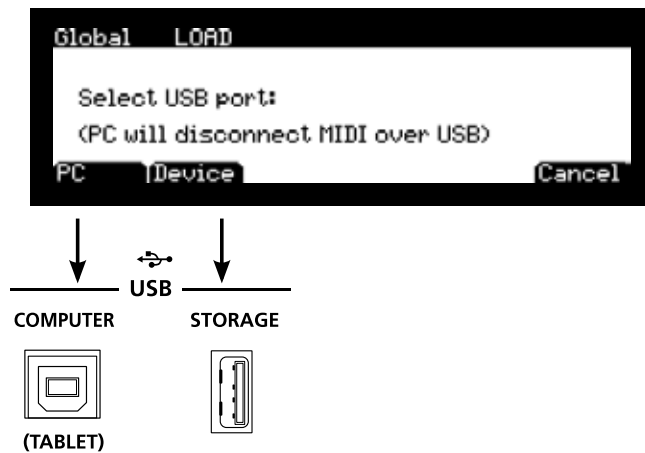 Global LOAD
Select USB port:
(PC will disconnect MIDI over USB)
PC Device Cancel
USB
COMPUTER STORAGE
(TABLET)